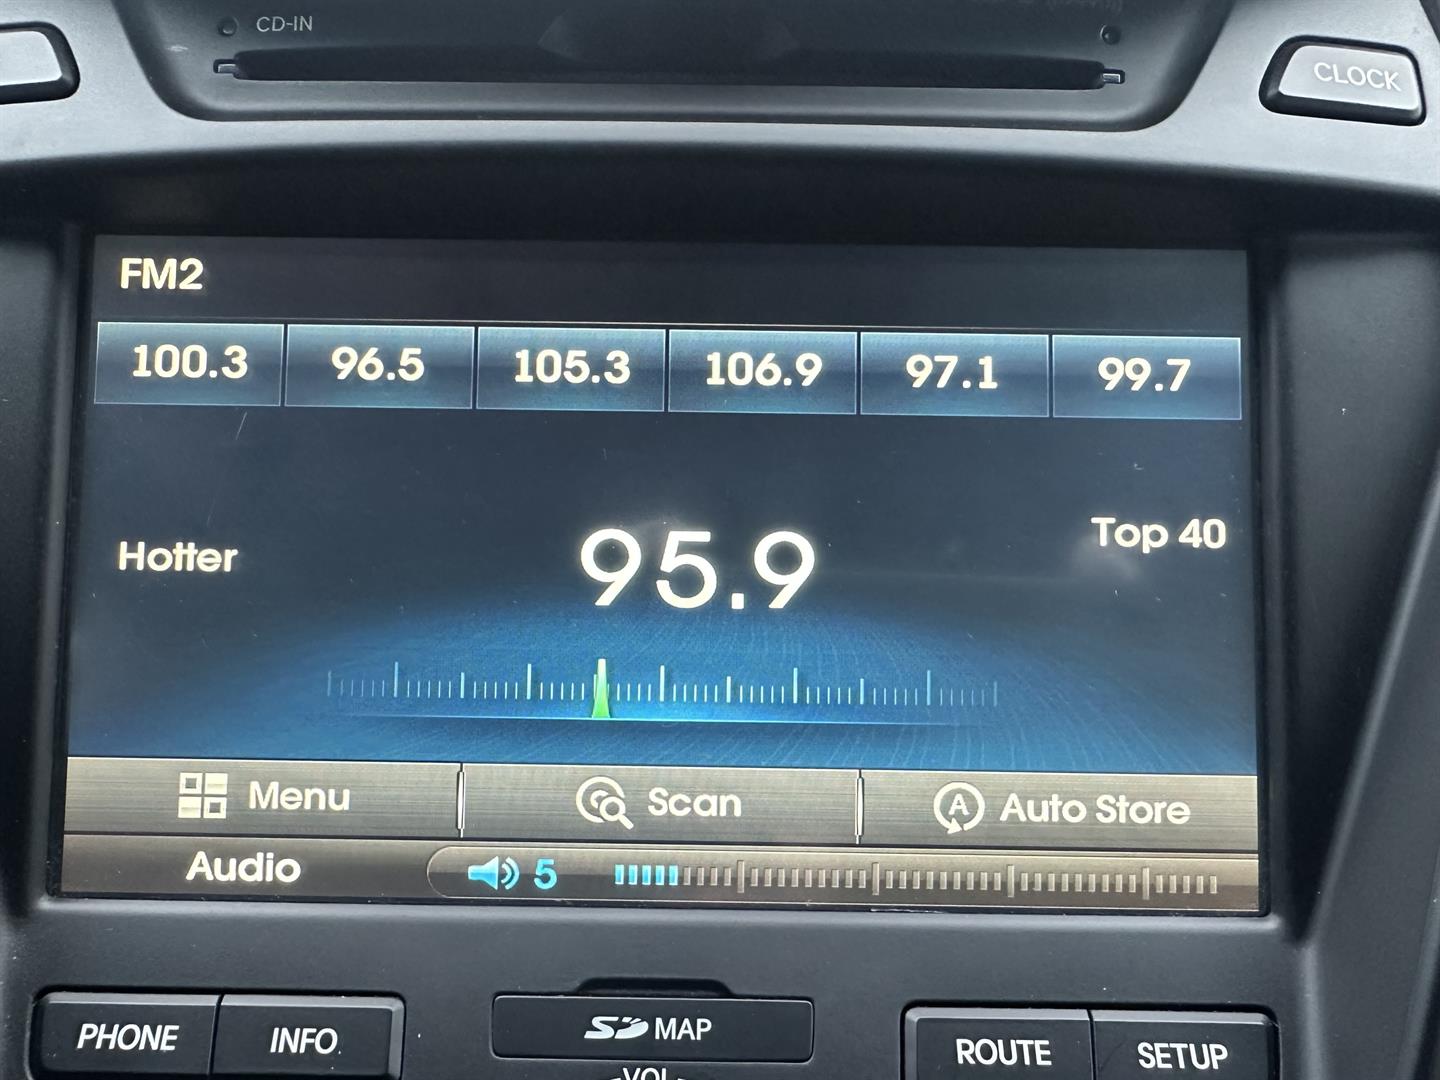 CD-IN
CLOCK
FM2
100.3 96.5 105.3 106.9 97.1 99.7
Hotter 95.9 Top 40
Menu Scan A Auto Store
Audio 5
PHONE INFO SD MAP ROUTE SETUP
VOL